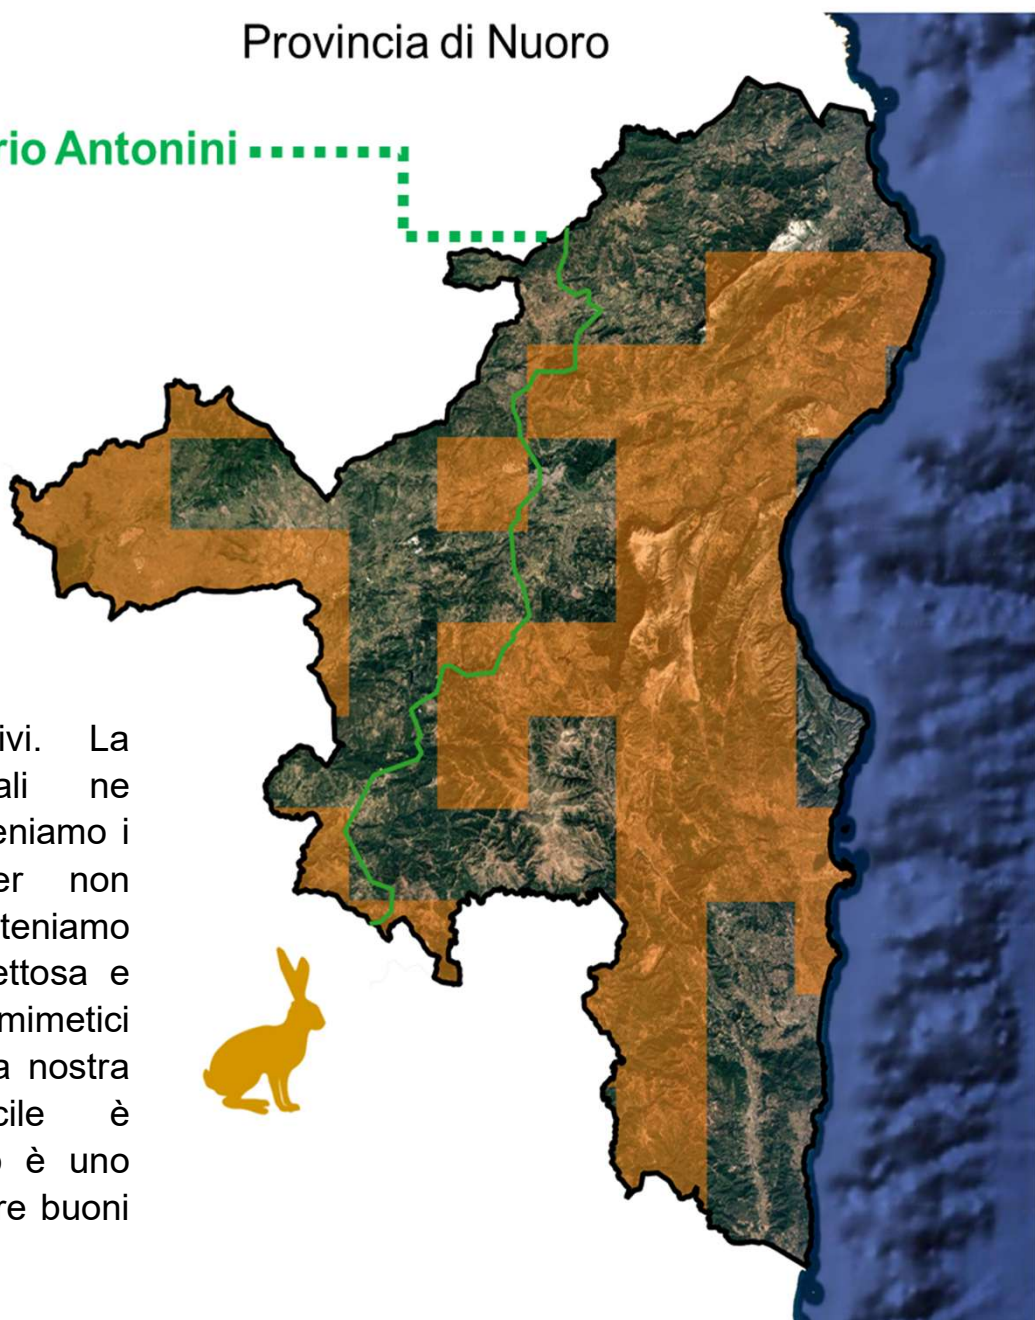 Provincia di Nuoro
rio Antonini
ivi. La
ali ne
eniamo i
er non
teniamo
ettosa e
mimetici
a nostra
cile è
o è uno
re buoni